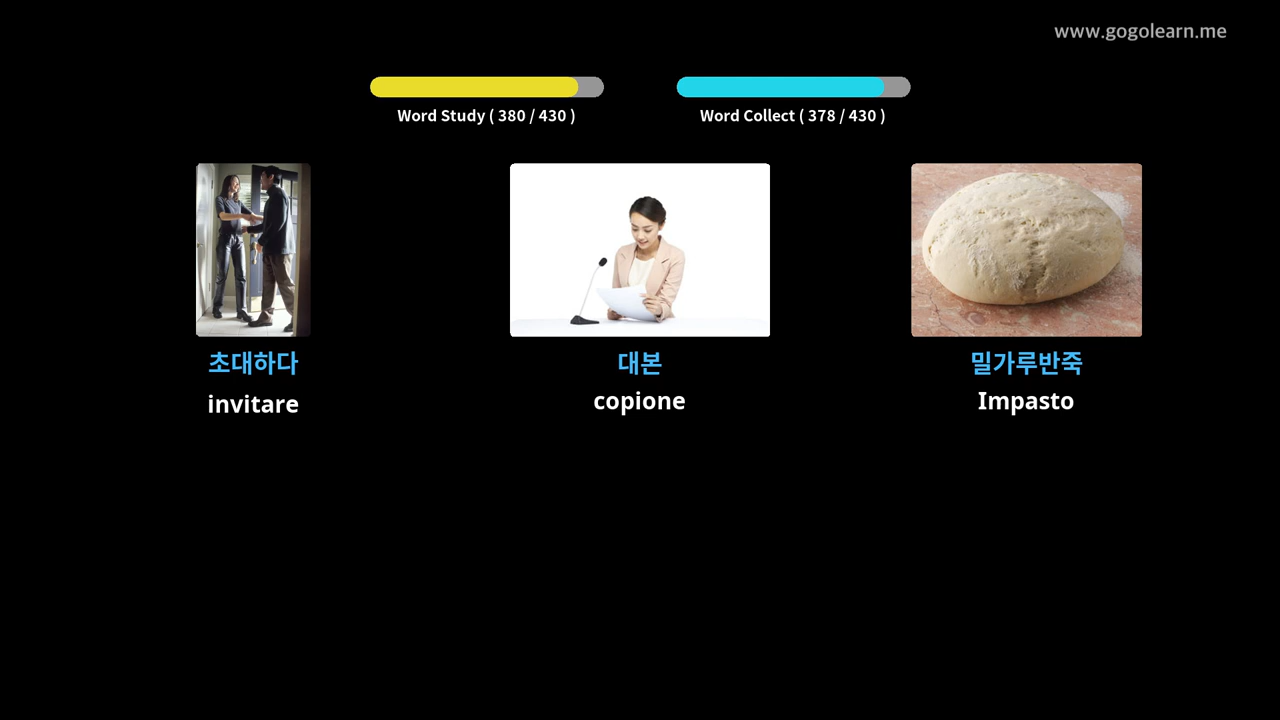 www.gogolearn.me
Word Study ( 380 / 430 )
Word Collect ( 378 / 430 )
초대하다
invitare
대본
copione
밀가루반죽
Impasto